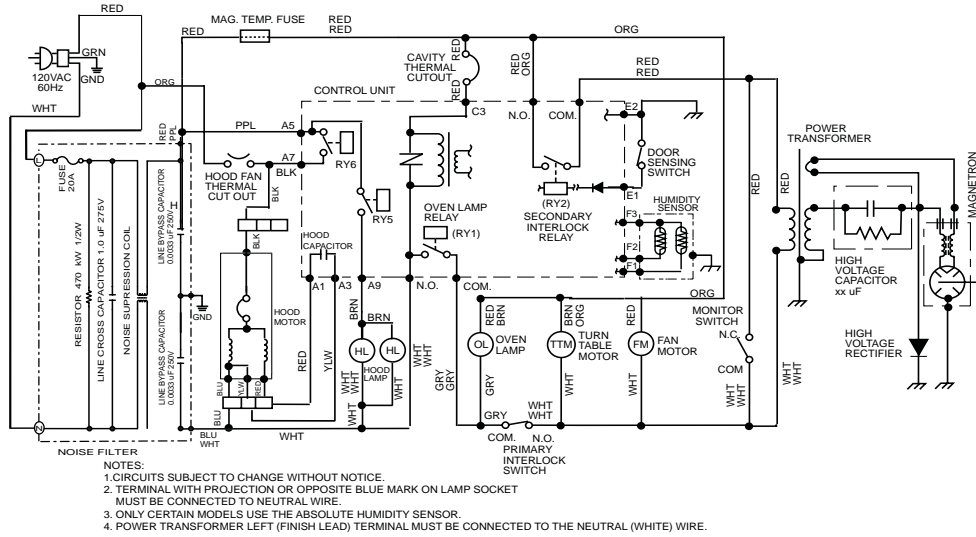 RED
MAG. TEMP. FUSE
RED
RED
RED
ORG
GRN
120VAC
60Hz
GND
WHT
ORG
CAVITY
THERMAL
CUTOUT
RED
RED
RED
ORG
RED
RED
CONTROL UNIT
C3
N.O.
COM.
E2
RED
PPL
PPL
A5
RY6
A7
BLK
HOOD FAN
THERMAL
CUT OUT
DOOR
SENSING
SWITCH
POWER
TRANSFORMER
L
FUSE
20A
H
BLK
RY5
OVEN LAMP
RELAY
(RY1)
(RY2)
SECONDARY
INTERLOCK
RELAY
E1
HUMIDITY
SENSOR
F3
F2
F1
RED
RED
MAGNETRON
RESISTOR 470 kW 1/2W
LINE CROSS CAPACITOR 1.0 uF 275V
NOISE SUPRESSION COIL
LINE BYPASS CAPACITOR
0.0033 uF 250V
LINE BYPASS CAPACITOR
0.0033 uF 250V
GND
BLK
HOOD
CAPACITOR
A1
A3
A9
N.O.
COM.
HOOD
MOTOR
RED
YLW
BRN
BRN
HL
HL
HOOD
LAMP
WHT
WHT
WHT
WHT
WHT
WHT
GRY
GRY
ORG
RED
BRN
OL
OVEN
LAMP
GRY
BRN
ORG
TTM
TURN
TABLE
MOTOR
WHT
RED
FM
FAN
MOTOR
WHT
MONITOR
SWITCH
N.C.
COM
WHT
WHT
WHT
WHT
HIGH
VOLTAGE
CAPACITOR
xx uF
HIGH
VOLTAGE
RECTIFIER
BLU
YLW
RED
BLU
N
BLU
WHT
WHT
GRY
WHT
WHT
COM.
N.O.
PRIMARY
INTERLOCK
SWITCH
NOISE FILTER
NOTES:
1.CIRCUITS SUBJECT TO CHANGE WITHOUT NOTICE.
2. TERMINAL WITH PROJECTION OR OPPOSITE BLUE MARK ON LAMP SOCKET
MUST BE CONNECTED TO NEUTRAL WIRE.
3. ONLY CERTAIN MODELS USE THE ABSOLUTE HUMIDITY SENSOR.
4. POWER TRANSFORMER LEFT (FINISH LEAD) TERMINAL MUST BE CONNECTED TO THE NEUTRAL (WHITE) WIRE.